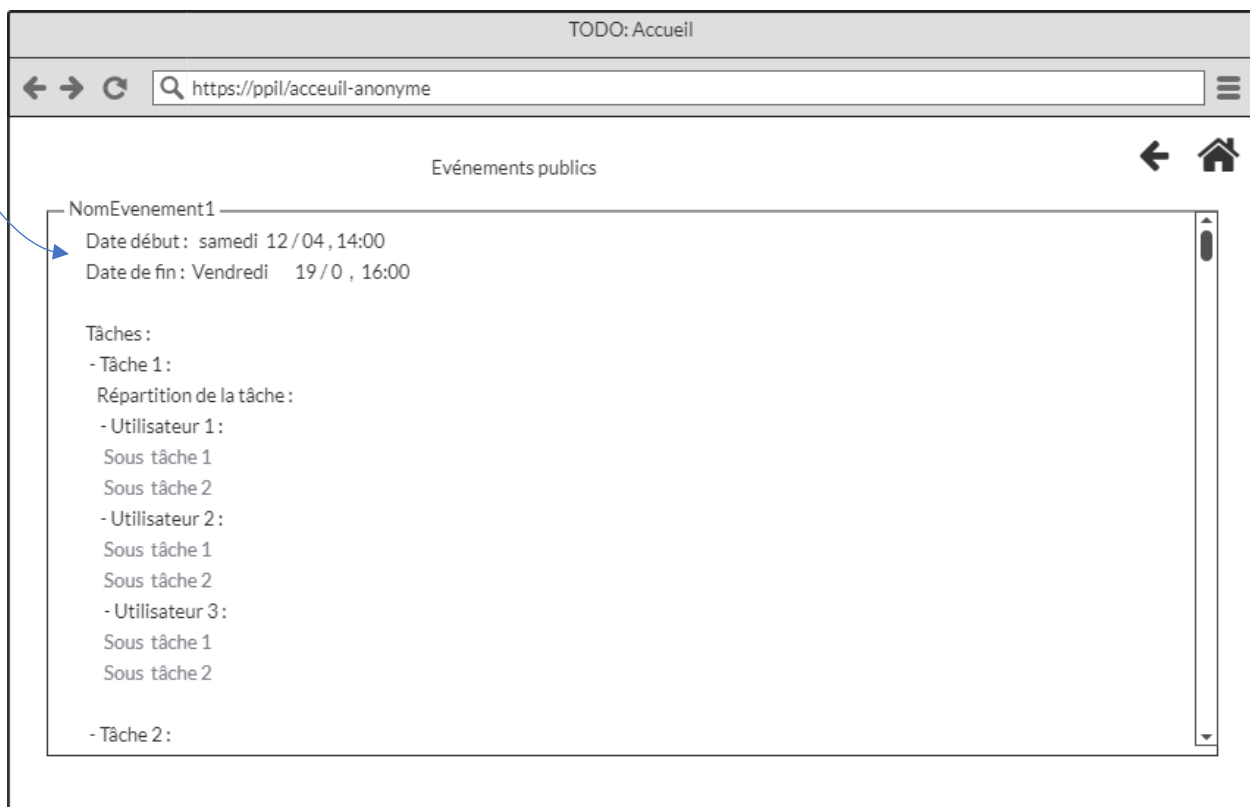 TODO: Accueil
https://ppil/acceuil-anonyme
Evénements publics
NomEvenement1
Date début : samedi 12 / 04 , 14:00
Date de fin : Vendredi 19 / 0 , 16:00
Tâches :
- Tâche 1 :
Répartition de la tâche :
- Utilisateur 1 :
Sous tâche 1
Sous tâche 2
- Utilisateur 2 :
Sous tâche 1
Sous tâche 2
- Utilisateur 3 :
Sous tâche 1
Sous tâche 2
- Tâche 2 :